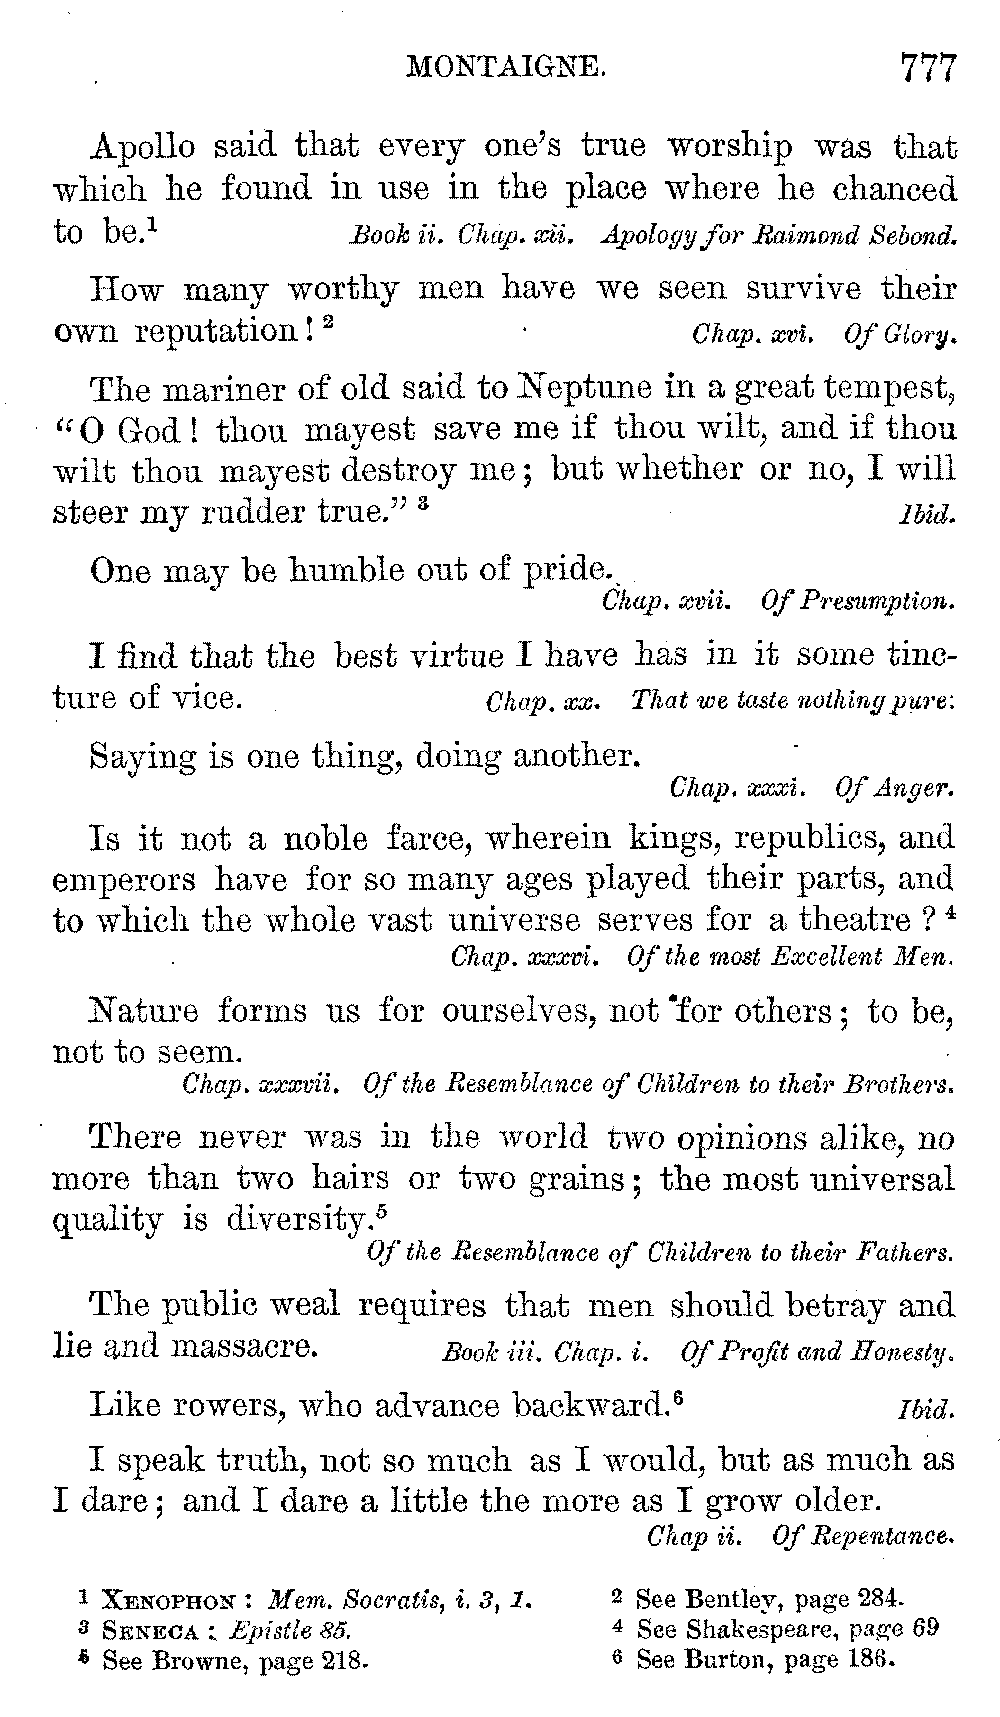 MONTAIGNE. 777
Apollo said that every one's true worship was that
which he found in use in the place where he chanced
to be.¹ Book ii. Chap. xii. Apology for Raimond Sebond.
How many worthy men have we seen survive their
own reputation!² Chap. xvi. Of Glory.
The mariner of old said to Neptune in a great tempest,
"O God! thou mayest save me if thou wilt, and if thou
wilt thou mayest destroy me; but whether or no, I will
steer my rudder true."³ Ibid.
One may be humble out of pride.
Chap. xvii. Of Presumption.
I find that the best virtue I have has in it some tinc-
ture of vice. Chap. xx. That we taste nothing pure.
Saying is one thing, doing another.
Chap. xxxi. Of Anger.
Is it not a noble farce, wherein kings, republics, and
emperors have for so many ages played their parts, and
to which the whole vast universe serves for a theatre?⁴
Chap. xxxvi. Of the most Excellent Men.
Nature forms us for ourselves, not for others; to be,
not to seem.
Chap. xxxvii. Of the Resemblance of Children to their Brothers.
There never was in the world two opinions alike, no
more than two hairs or two grains; the most universal
quality is diversity.⁵
Of the Resemblance of Children to their Fathers.
The public weal requires that men should betray and
lie and massacre. Book iii. Chap. i. Of Profit and Honesty.
Like rowers, who advance backward.⁶ Ibid.
I speak truth, not so much as I would, but as much as
I dare; and I dare a little the more as I grow older.
Chap ii. Of Repentance.
¹ XENOPHON: Mem. Socratis, i. 3, 1. ² See Bentley, page 284.
³ SENECA: Epistle 85. ⁴ See Shakespeare, page 69
⁵ See Browne, page 218. ⁶ See Burton, page 186.